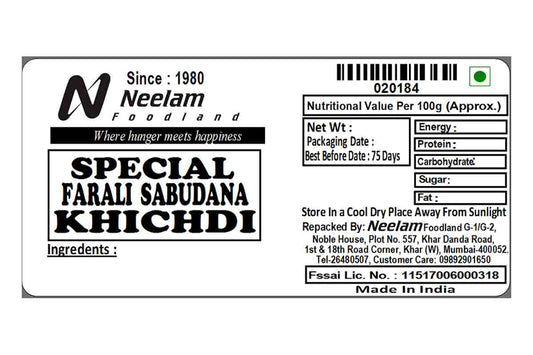 Since : 1980
Neelam
Foodland
Where hunger meets happiness
SPECIAL
FARALI SABUDANA
KHICHDI
Ingredents :
020184
Nutritional Value Per 100g (Approx.)
Net Wt :
Packaging Date :
Best Before Date : 75 Days
Energy :
Protein :
Carbohydrate:
Sugar :
Fat :
Store In a Cool Dry Place Away From Sunlight
Repacked By: Neelam Foodland G-1/G-2,
Noble House, Plot No. 557, Khar Danda Road,
1st & 18th Road Corner, Khar (W), Mumbai-400052.
Tel-26480507, Customer Care: 09892901650
Fssai Lic. No. : 11517006000318
Made In India